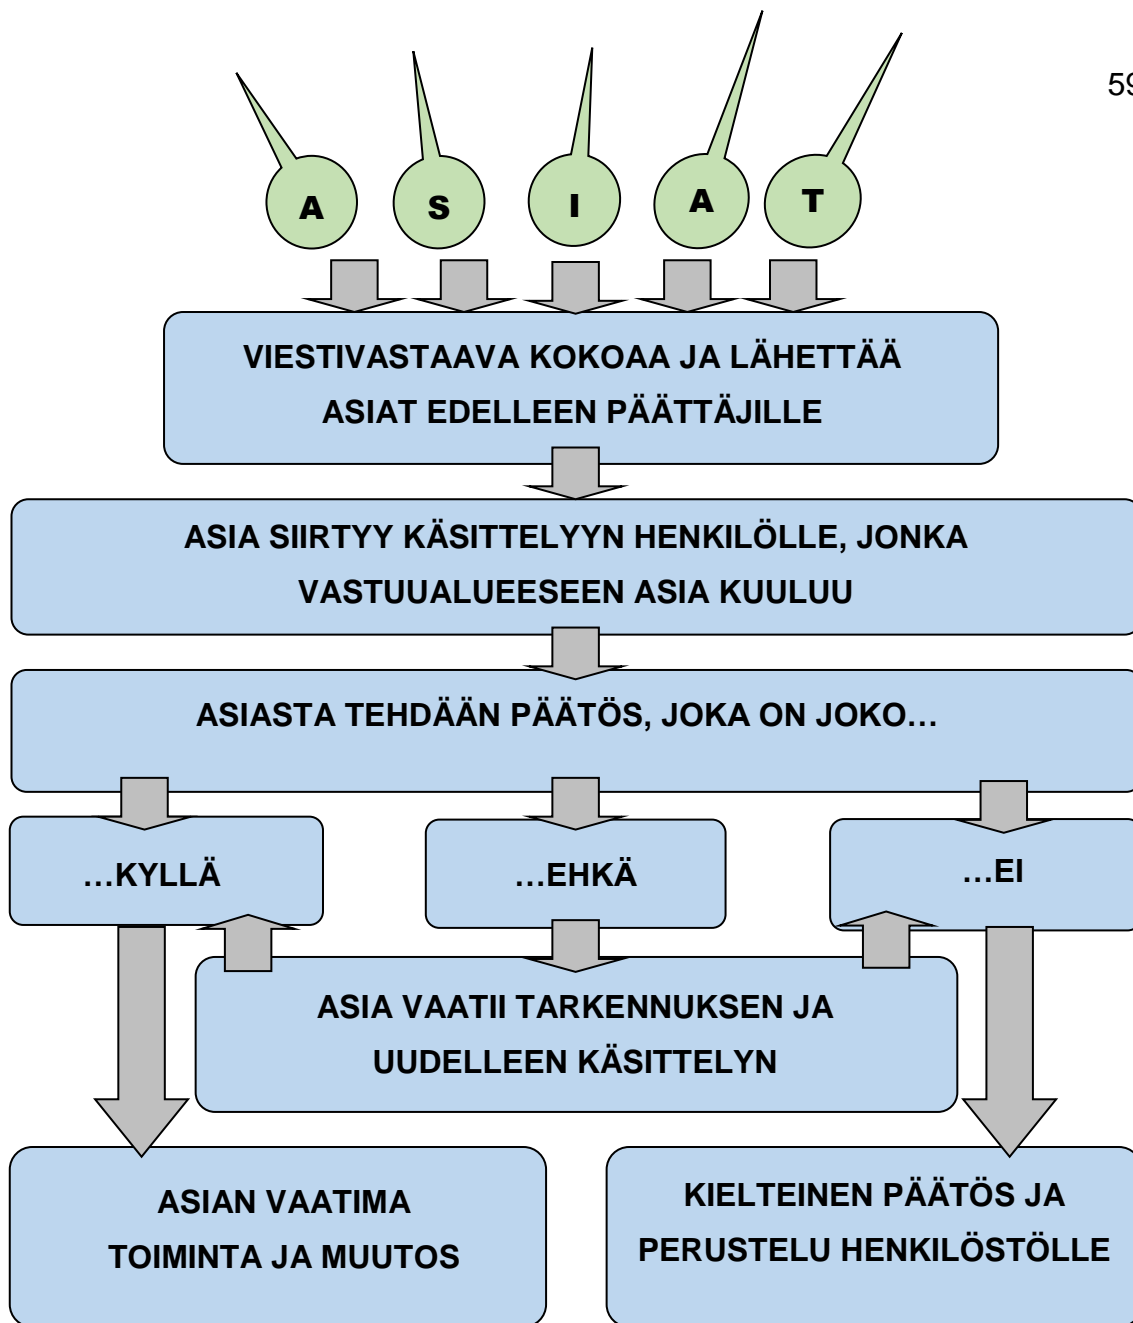 59
A S I A T
VIESTIVASTAAVA KOKOAA JA LÄHETTÄÄ
ASIAT EDELLEEN PÄÄTTÄJILLE
ASIA SIIRTYY KÄSITTELYYN HENKILÖLLE, JONKA
VASTUUALUEESEEN ASIA KUULUU
ASIASTA TEHDÄÄN PÄÄTÖS, JOKA ON JOKO…
…KYLLÄ
…EHKÄ
…EI
ASIA VAATII TARKENNUKSEN JA
UUDELLEEN KÄSITTELYN
ASIAN VAATIMA
TOIMINTA JA MUUTOS
KIELTEINEN PÄÄTÖS JA
PERUSTELU HENKILÖSTÖLLE